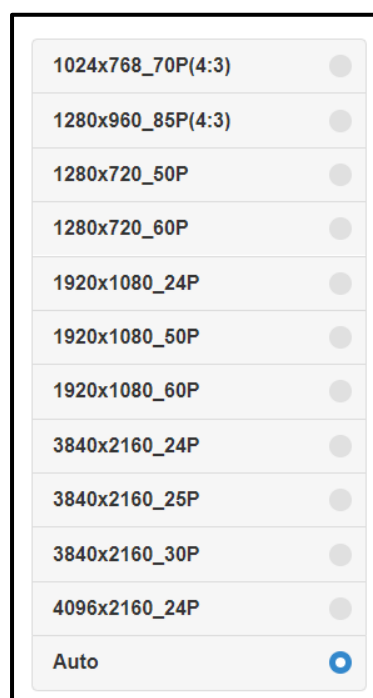 1024x768_70P(4:3)
1280x960_85P(4:3)
1280x720_50P
1280x720_60P
1920x1080_24P
1920x1080_50P
1920x1080_60P
3840x2160_24P
3840x2160_25P
3840x2160_30P
4096x2160_24P
Auto